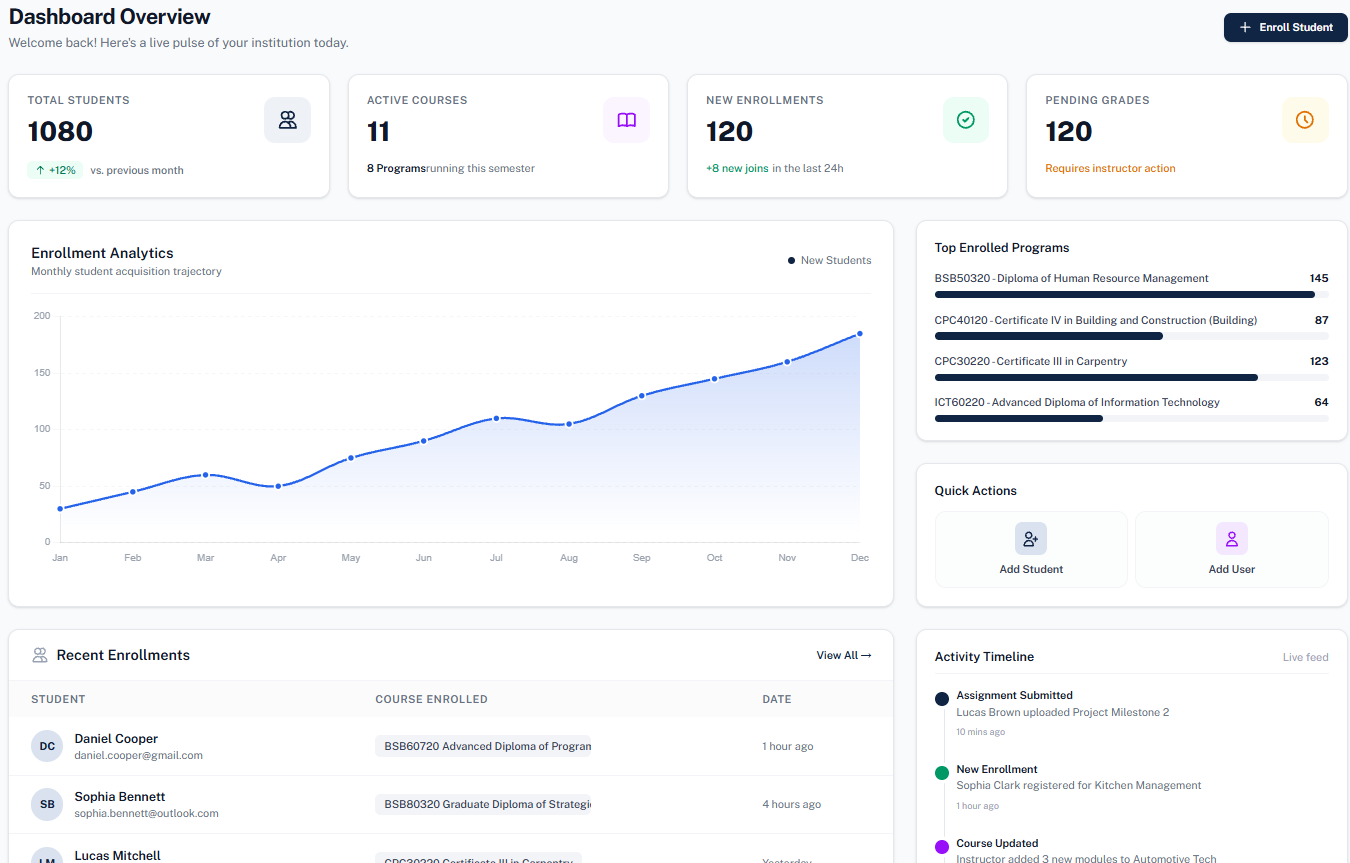 Dashboard Overview
Welcome back! Here's a live pulse of your institution today.
+ Enroll Student
TOTAL STUDENTS
1080
↑ +12% vs. previous month
ACTIVE COURSES
11
8 Programsrunning this semester
NEW ENROLLMENTS
120
+8 new joins in the last 24h
PENDING GRADES
120
Requires instructor action
Enrollment Analytics
Monthly student acquisition trajectory
New Students
200
150
100
50
0
Jan Feb Mar Apr May Jun Jul Aug Sep Oct Nov Dec
Top Enrolled Programs
BSB50320 - Diploma of Human Resource Management 145
CPC40120 - Certificate IV in Building and Construction (Building) 87
CPC30220 - Certificate III in Carpentry 123
ICT60220 - Advanced Diploma of Information Technology 64
Quick Actions
Add Student
Add User
Recent Enrollments
View All →
STUDENT COURSE ENROLLED DATE
DC Daniel Cooper
daniel.cooper@gmail.com
BSB60720 Advanced Diploma of Program
1 hour ago
SB Sophia Bennett
sophia.bennett@outlook.com
BSB80320 Graduate Diploma of Strategi
4 hours ago
LM Lucas Mitchell
CPC30220 Certificate III in Carpentry
Yesterday
Activity Timeline
Live feed
Assignment Submitted
Lucas Brown uploaded Project Milestone 2
10 mins ago
New Enrollment
Sophia Clark registered for Kitchen Management
1 hour ago
Course Updated
Instructor added 3 new modules to Automotive Tech